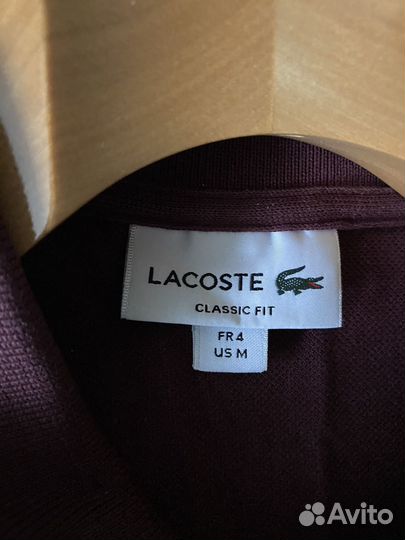 LACOSTE
CLASSIC FIT
FR 4
US M
Avito